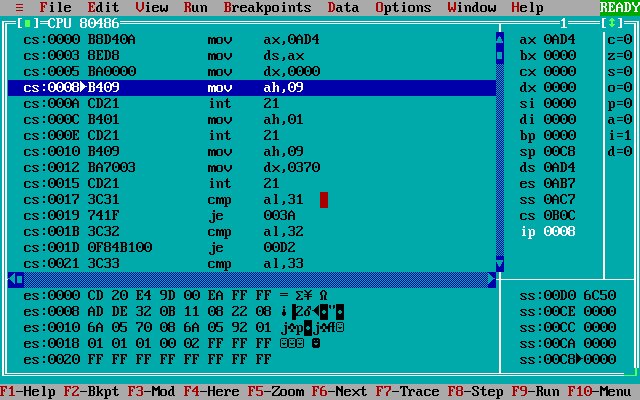 ≡ File Edit View Run Breakpoints Data Options Window Help READY
[■]=CPU 80486 1 [↕]
cs:0000 B8D40A mov ax,0AD4 ax 0AD4 c=0
cs:0003 8ED8 mov ds,ax bx 0000 z=0
cs:0005 BA0000 mov dx,0000 cx 0000 s=0
cs:0008►B409 mov ah,09 dx 0000 o=0
cs:000A CD21 int 21 si 0000 p=0
cs:000C B401 mov ah,01 di 0000 a=0
cs:000E CD21 int 21 bp 0000 i=1
cs:0010 B409 mov ah,09 sp 00C8 d=0
cs:0012 BA7003 mov dx,0370 ds 0AD4
cs:0015 CD21 int 21 es 0AB7
cs:0017 3C31 cmp al,31 ss 0AC7
cs:0019 741F je 003A cs 0B0C
cs:001B 3C32 cmp al,32 ip 0008
cs:001D 0F84B100 je 00D2
cs:0021 3C33 cmp al,33
es:0000 CD 20 E4 9D 00 EA FF FF = Σ¥ Ω ss:00D0 6C50
es:0008 AD DE 32 0B 11 08 22 08 ss:00CE 0000
es:0010 6A 05 70 08 6A 05 92 01 ss:00CC 0000
es:0018 01 01 01 00 02 FF FF FF ss:00CA 0000
es:0020 FF FF FF FF FF FF FF FF ss:00C8►0000
F1-Help F2-Bkpt F3-Mod F4-Here F5-Zoom F6-Next F7-Trace F8-Step F9-Run F10-Menu